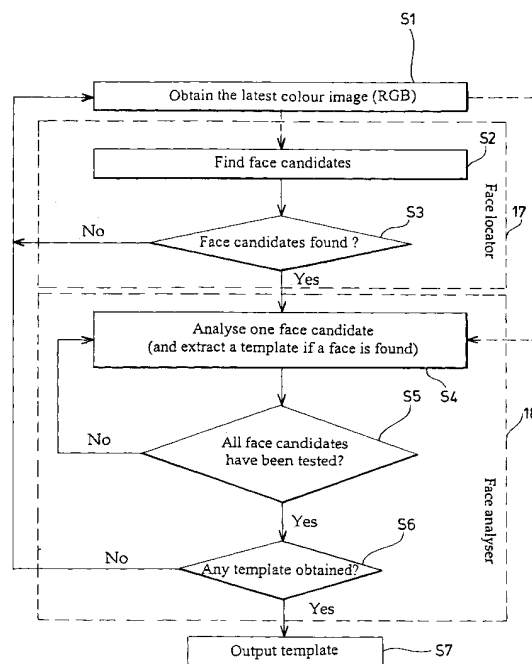 S1
Obtain the latest colour image (RGB)
S2
Find face candidates
S3
Face candidates found ?
No
Yes
Face locator
17
Analyse one face candidate
(and extract a template if a face is found)
S4
S5
All face candidates
have been tested?
No
Yes
18
Face analyser
S6
Any template obtained?
No
Yes
S7
Output template